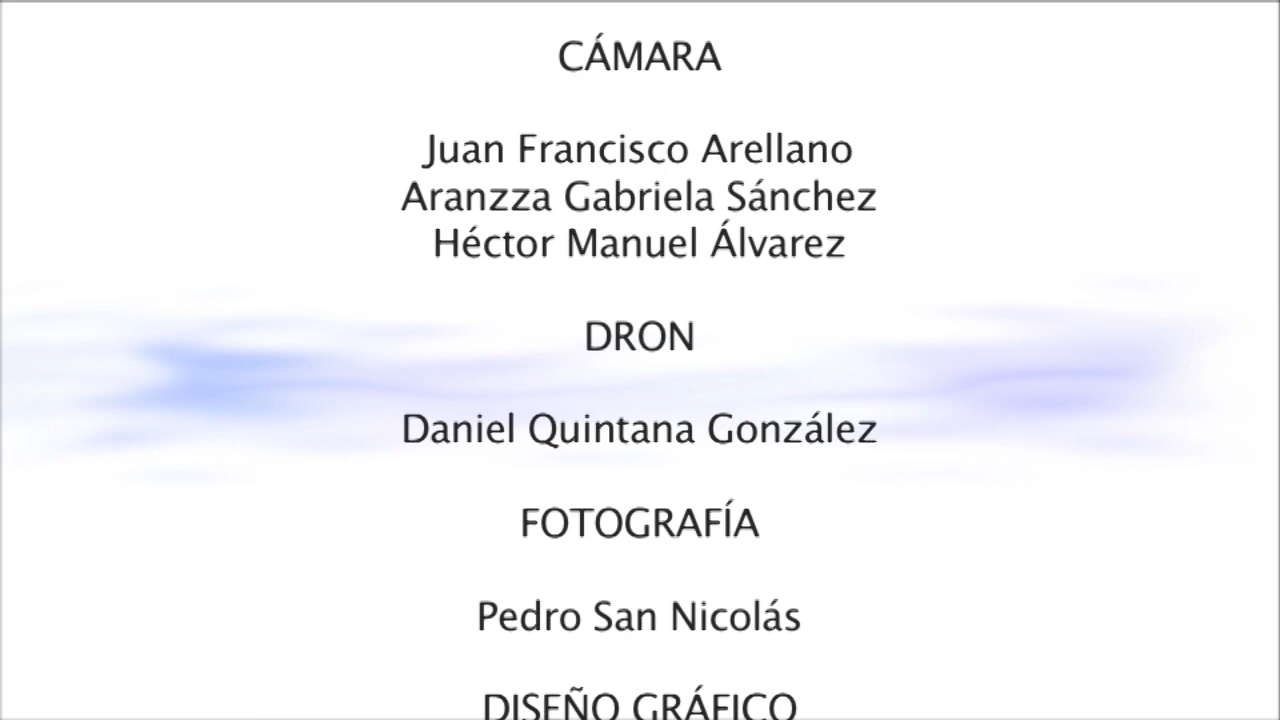 CÁMARA
Juan Francisco Arellano
Aranzza Gabriela Sánchez
Héctor Manuel Álvarez
DRON
Daniel Quintana González
FOTOGRAFÍA
Pedro San Nicolás
DISEÑO GRÁFICO